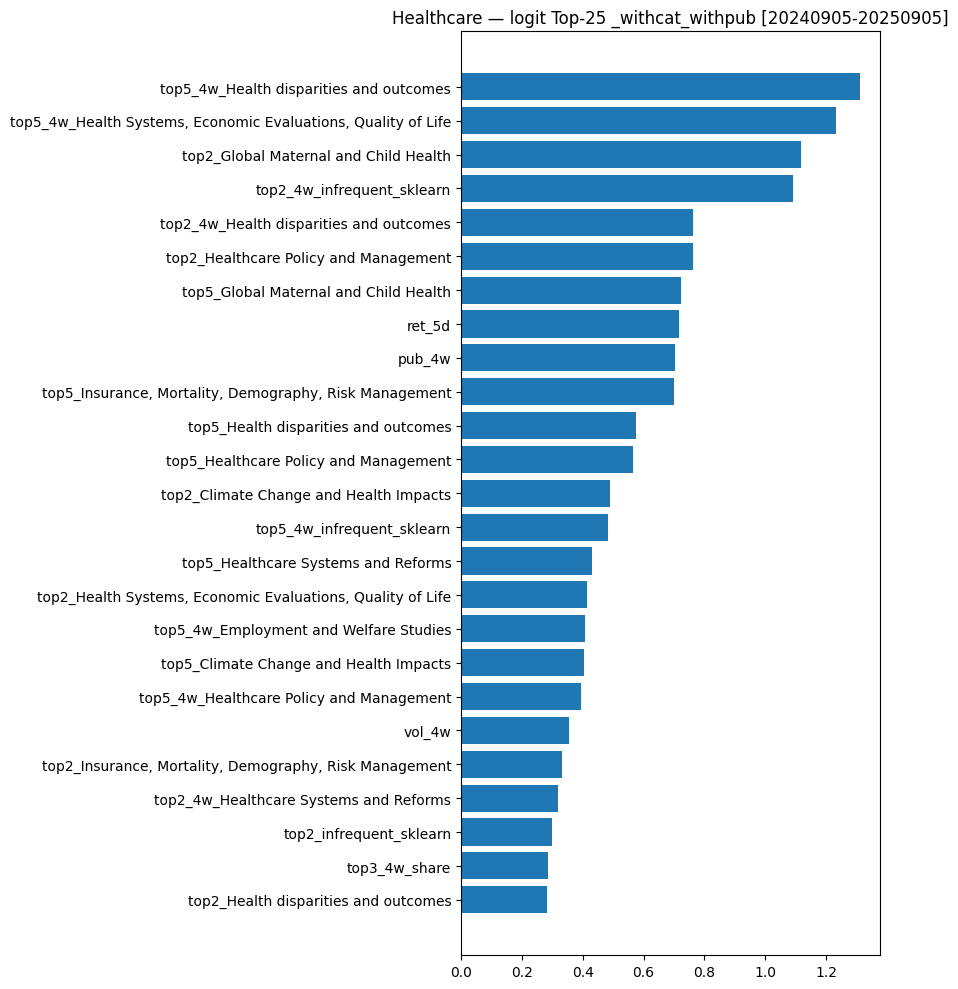 Healthcare — logit Top-25 _withcat_withpub [20240905-20250905]
top5_4w_Health disparities and outcomes
top5_4w_Health Systems, Economic Evaluations, Quality of Life
top2_Global Maternal and Child Health
top2_4w_infrequent_sklearn
top2_4w_Health disparities and outcomes
top2_Healthcare Policy and Management
top5_Global Maternal and Child Health
ret_5d
pub_4w
top5_Insurance, Mortality, Demography, Risk Management
top5_Health disparities and outcomes
top5_Healthcare Policy and Management
top2_Climate Change and Health Impacts
top5_4w_infrequent_sklearn
top5_Healthcare Systems and Reforms
top2_Health Systems, Economic Evaluations, Quality of Life
top5_4w_Employment and Welfare Studies
top5_Climate Change and Health Impacts
top5_4w_Healthcare Policy and Management
vol_4w
top2_Insurance, Mortality, Demography, Risk Management
top2_4w_Healthcare Systems and Reforms
top2_infrequent_sklearn
top3_4w_share
top2_Health disparities and outcomes
0.0 0.2 0.4 0.6 0.8 1.0 1.2